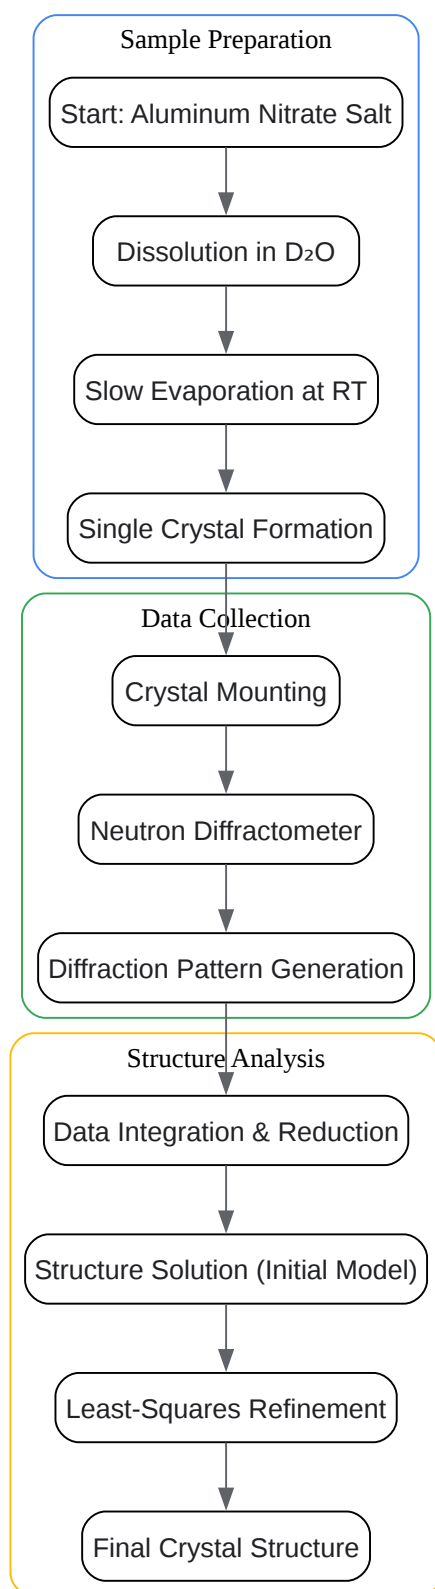 Sample Preparation
Start: Aluminum Nitrate Salt
Dissolution in D₂O
Slow Evaporation at RT
Single Crystal Formation
Data Collection
Crystal Mounting
Neutron Diffractometer
Diffraction Pattern Generation
Structure Analysis
Data Integration & Reduction
Structure Solution (Initial Model)
Least-Squares Refinement
Final Crystal Structure